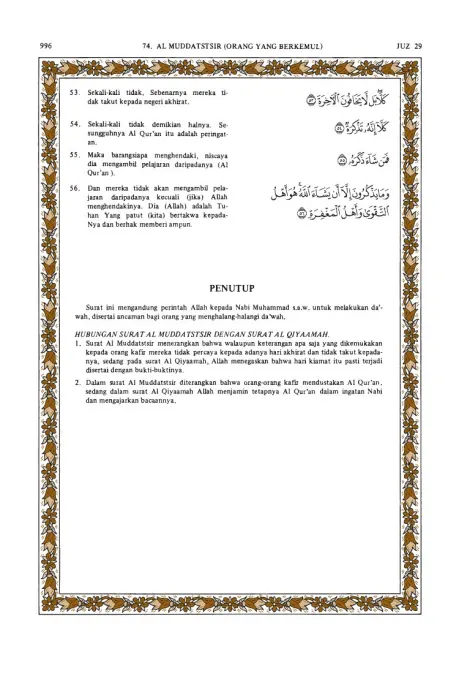 996
74. AL MUDDATSTSIR (ORANG YANG BERKEMUL)
JUZ 29
53. Sekali-kali tidak. Sebenarnya mereka ti-
dak takut kepada negeri akhirat.
كَلَّا بَل لَّا يَخَافُونَ الْآخِرَةَ ۝٥٣
54. Sekali-kali tidak demikian halnya. Se-
sungguhnya Al Qur'an itu adalah peringat-
an.
كَلَّا إِنَّهُ تَذْكِرَةٌ ۝٥٤
55. Maka barangsiapa menghendaki, niscaya
dia mengambil pelajaran daripadanya (Al
Qur'an ).
فَمَن شَاءَ ذَكَرَهُ ۝٥٥
56. Dan mereka tidak akan mengambil pela-
jaran daripadanya kecuali (jika) Allah
menghendakinya. Dia (Allah) adalah Tu-
han Yang patut (kita) bertakwa kepada-
Nya dan berhak memberi ampun.
وَمَا يَذْكُرُونَ إِلَّا أَن يَشَاءَ اللَّهُ هُوَ أَهْلُ
التَّقْوَىٰ وَأَهْلُ الْمَغْفِرَةِ ۝٥٦
PENUTUP
Surat ini mengandung perintah Allah kepada Nabi Muhammad s.a.w. untuk melakukan da'-
wah, disertai ancaman bagi orang yang menghalang-halangi da'wah.
HUBUNGAN SURAT AL MUDDATSTSIR DENGAN SURAT AL QIYAAMAH.
1. Surat Al Muddatstsir menerangkan bahwa walaupun keterangan apa saja yang dikemukakan
kepada orang kafir mereka tidak percaya kepada adanya hari akhirat dan tidak takut kepada-
nya, sedang pada surat Al Qiyaamah, Allah menegaskan bahwa hari kiamat itu pasti terjadi
disertai dengan bukti-buktinya.
2. Dalam surat Al Muddatstsir diterangkan bahwa orang-orang kafir mendustakan Al Qur'an,
sedang dalam surat Al Qiyaamah Allah menjamin tetapnya Al Qur'an dalam ingatan Nabi
dan mengajarkan bacaannya.